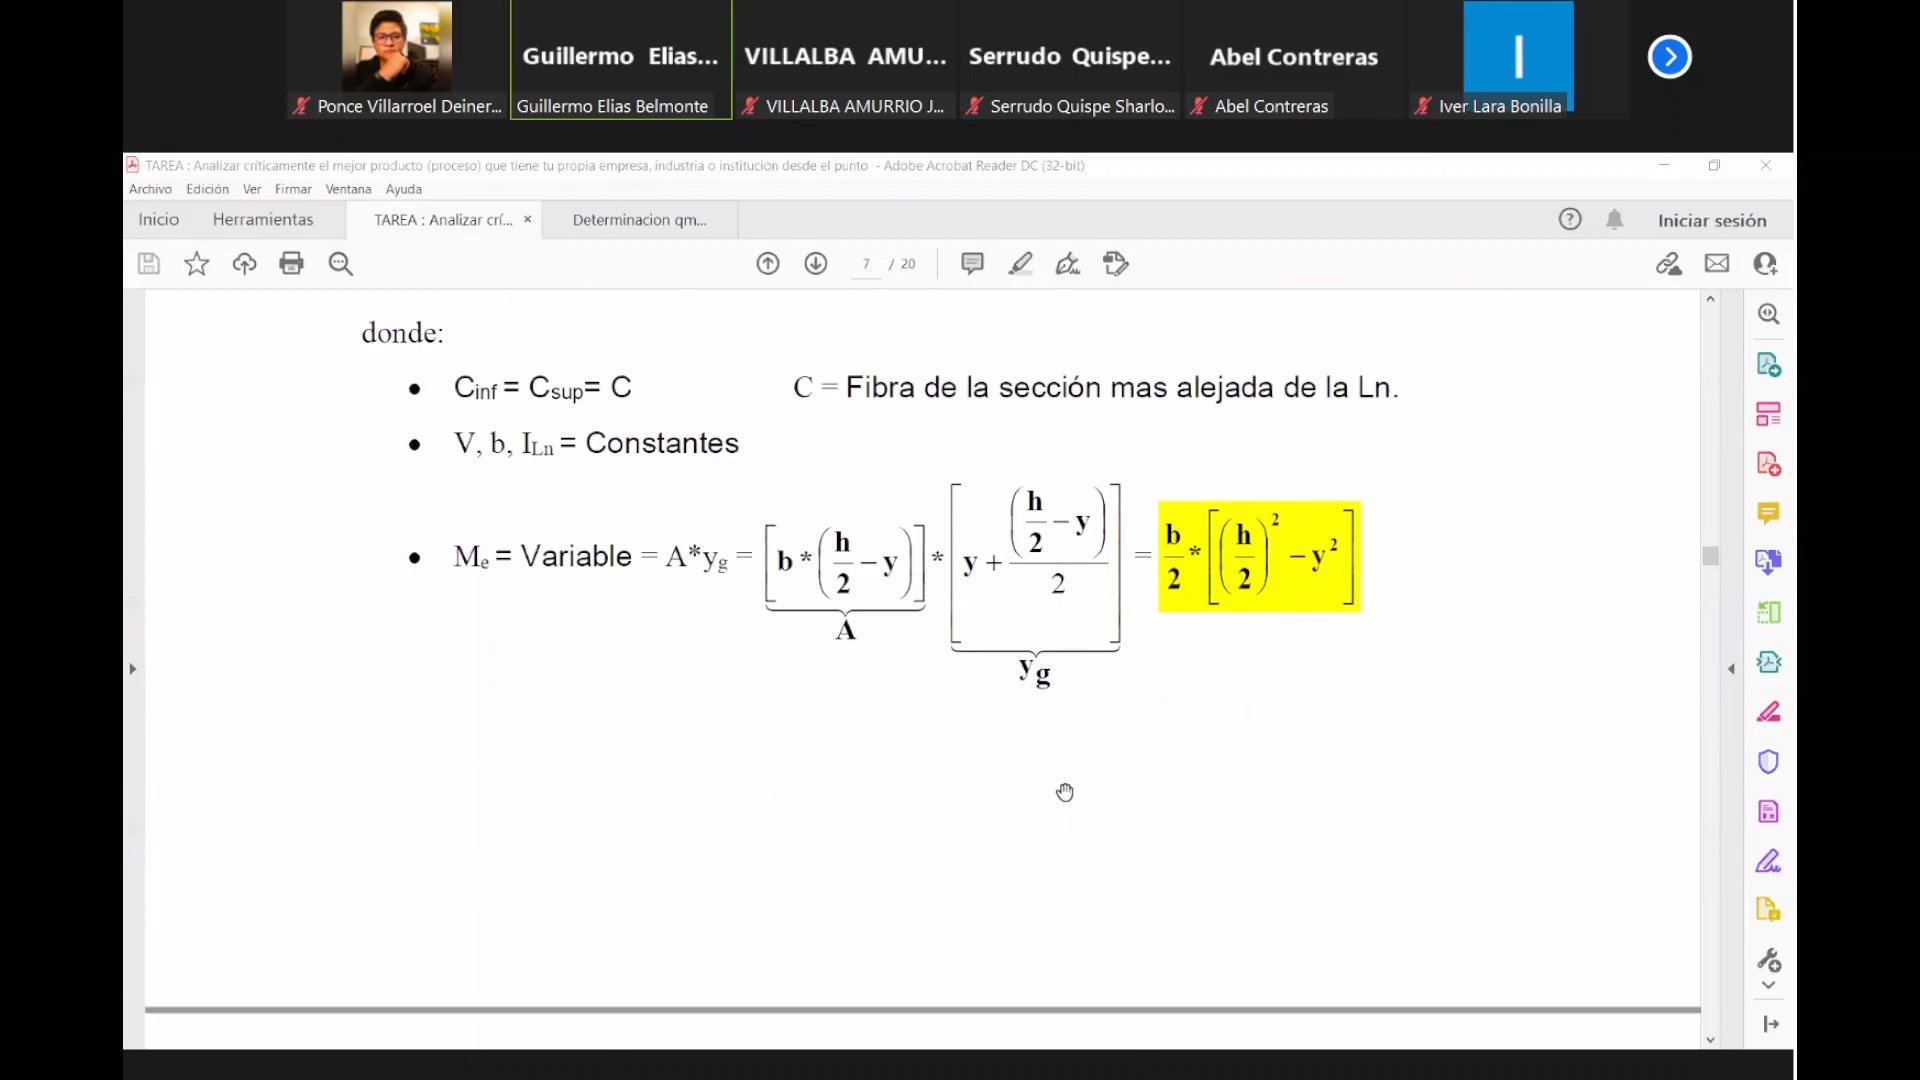 Guillermo Elias...
VILLALBA AMU...
Serrudo Quispe...
Abel Contreras
I
Ponce Villarroel Deiner...
Guillermo Elias Belmonte
VILLALBA AMURRIO J...
Serrudo Quispe Sharlo...
Abel Contreras
Iver Lara Bonilla
TAREA : Analizar críticamente el mejor producto (proceso) que tiene tu propia empresa, industria o institución desde el punto - Adobe Acrobat Reader DC (32-bit)
Archivo Edición Ver Firmar Ventana Ayuda
Inicio Herramientas TAREA : Analizar crí... × Determinacion qm... Iniciar sesión
7 / 20
donde:
• Cinf = Csup= C C = Fibra de la sección mas alejada de la Ln.
• V, b, ILn = Constantes
• Me = Variable = A*yg = [b*(h/2 − y)] * [y + (h/2 − y)/2] = b/2 * [(h/2)² − y²]
A
yg